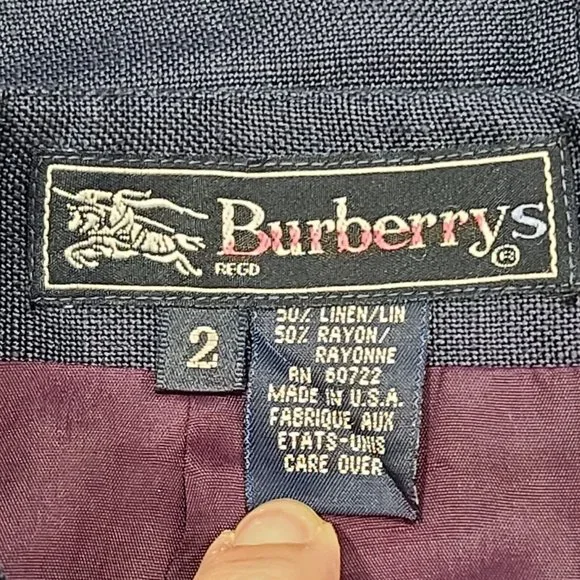 Burberrys
REGD ®
2
50% LINEN/LIN
50% RAYON/
RAYONNE
RN 60722
MADE IN U.S.A.
FABRIQUE AUX
ETATS-UNIS
CARE OVER